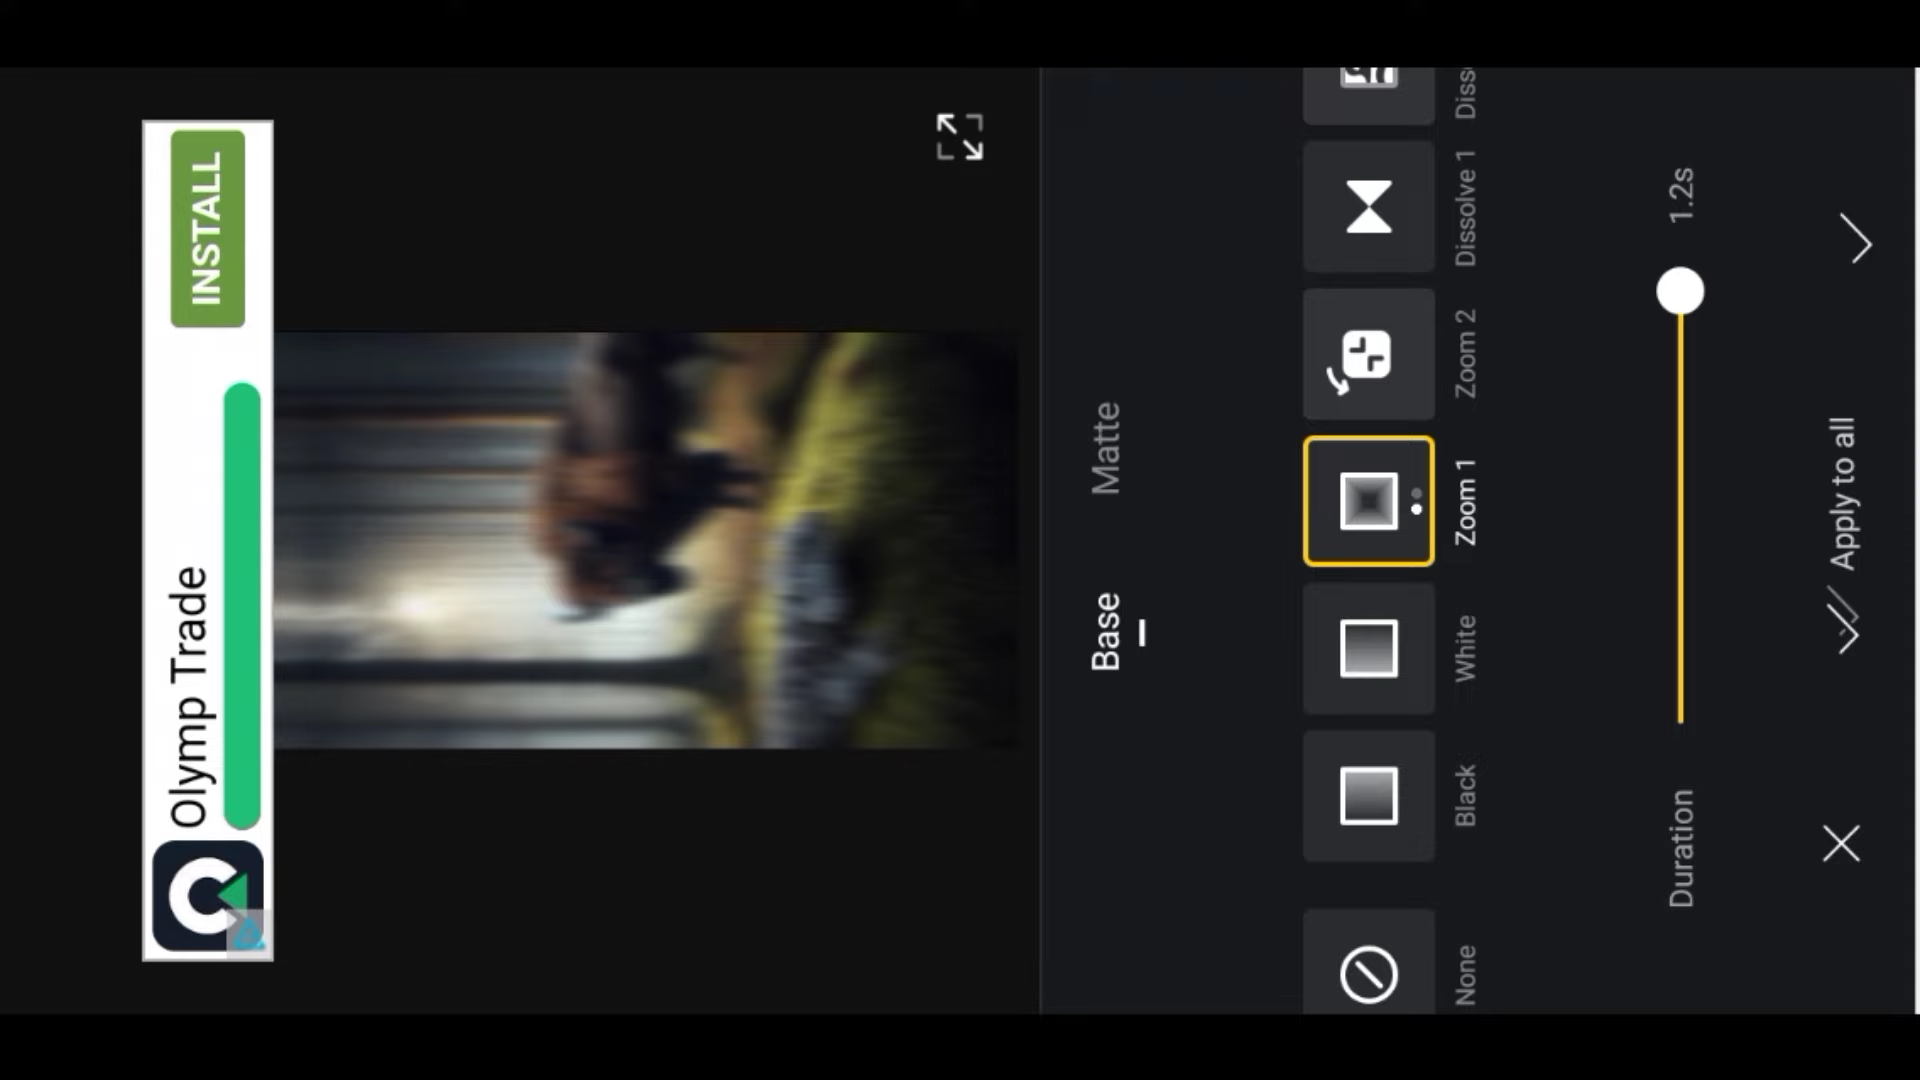 Olymp Trade
INSTALL
Base
Matte
None
Black
White
Zoom 1
Zoom 2
Dissolve 1
Diss
Duration
1.2s
Apply to all